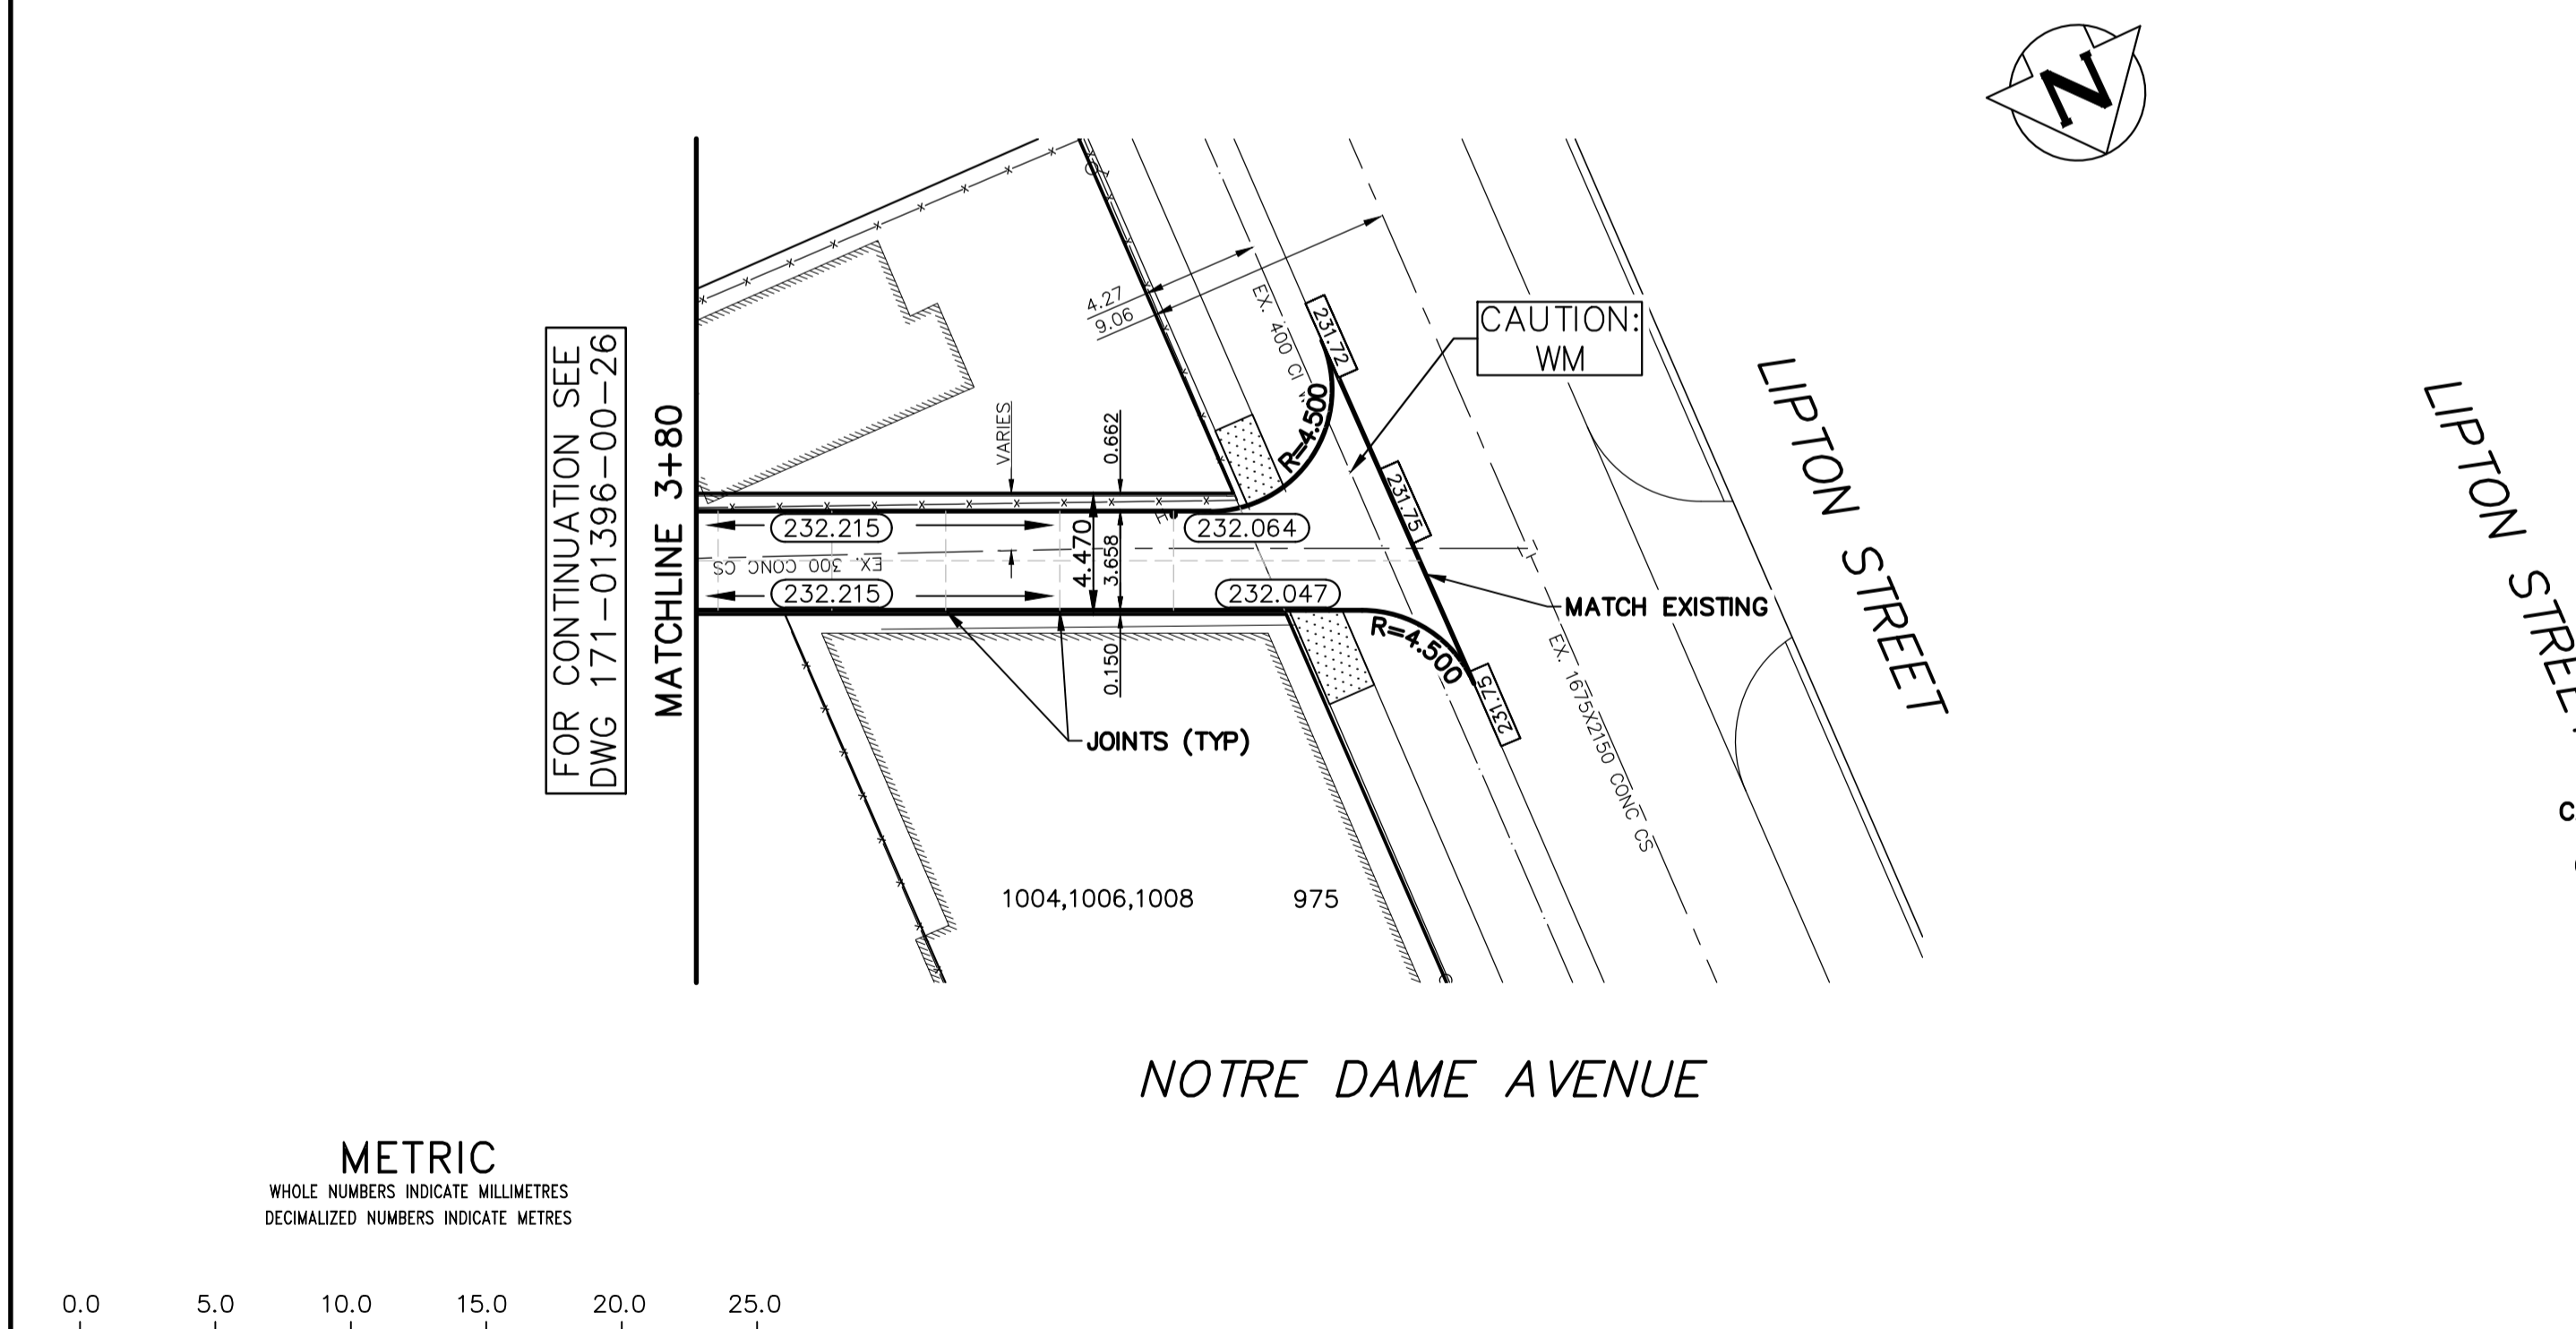 N
FOR CONTINUATION SEE
DWG 171-01396-00-26
MATCHLINE 3+80
4.27
9.06
EX. 400 CI
231.72
CAUTION:
WM
LIPTON STREET
LIPTON STREET
VARIES
0.662
R=4.500
231.75
232.215
232.064
EX. 300 CONC CS
4.470
3.658
232.215
232.047
MATCH EXISTING
R=4.500
0.150
231.75
EX. 1675X2150 CONC CS
JOINTS (TYP)
1004,1006,1008
975
NOTRE DAME AVENUE
METRIC
WHOLE NUMBERS INDICATE MILLIMETRES
DECIMALIZED NUMBERS INDICATE METRES
0.0 5.0 10.0 15.0 20.0 25.0